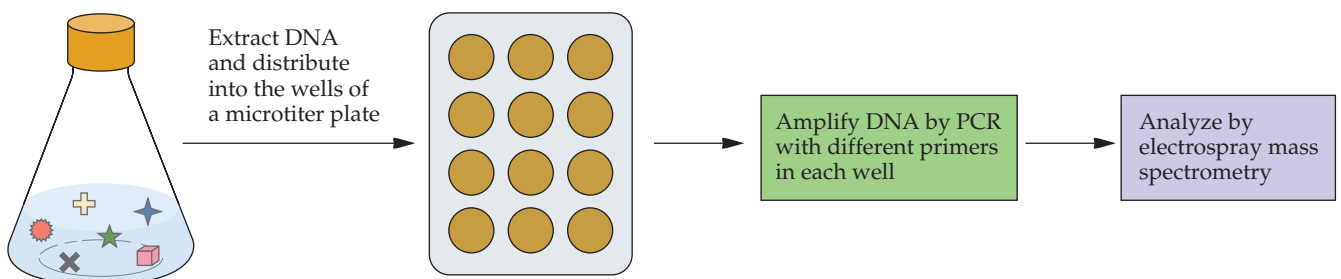 Extract DNA
and distribute
into the wells of
a microtiter plate
Amplify DNA by PCR
with different primers
in each well
Analyze by
electrospray mass
spectrometry